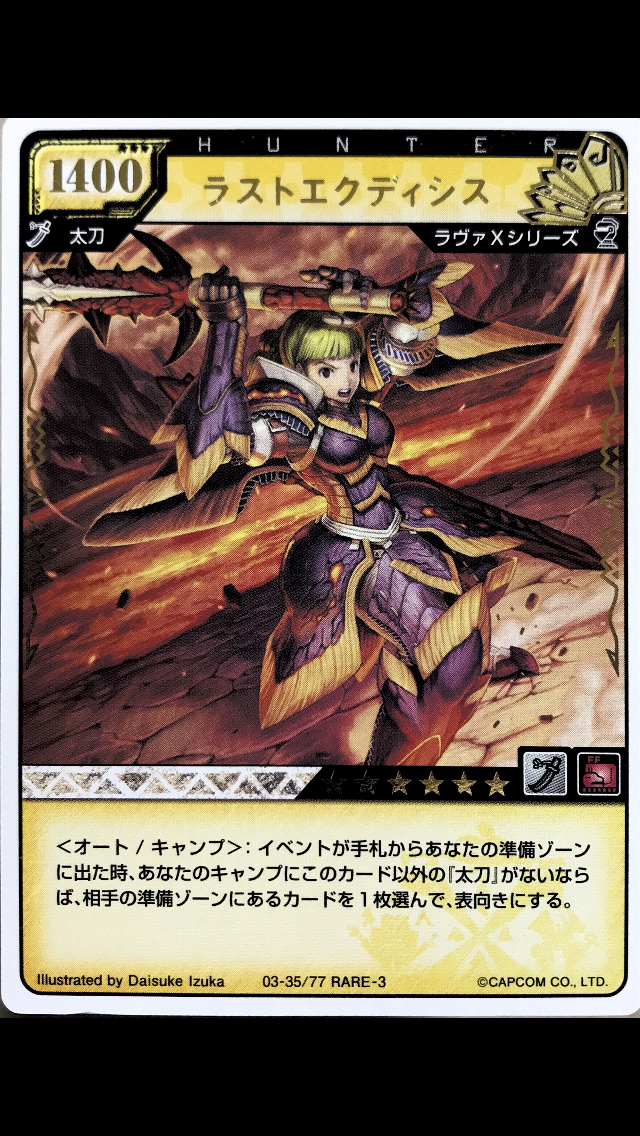 HUNTER
1400
ラストエクディシス
太刀
ラヴァXシリーズ
FF
<オート / キャンプ>：イベントが手札からあなたの準備ゾーン
に出た時、あなたのキャンプにこのカード以外の『太刀』がないなら
ば、相手の準備ゾーンにあるカードを１枚選んで、表向きにする。
Illustrated by Daisuke Izuka
03-35/77 RARE-3
©CAPCOM CO., LTD.